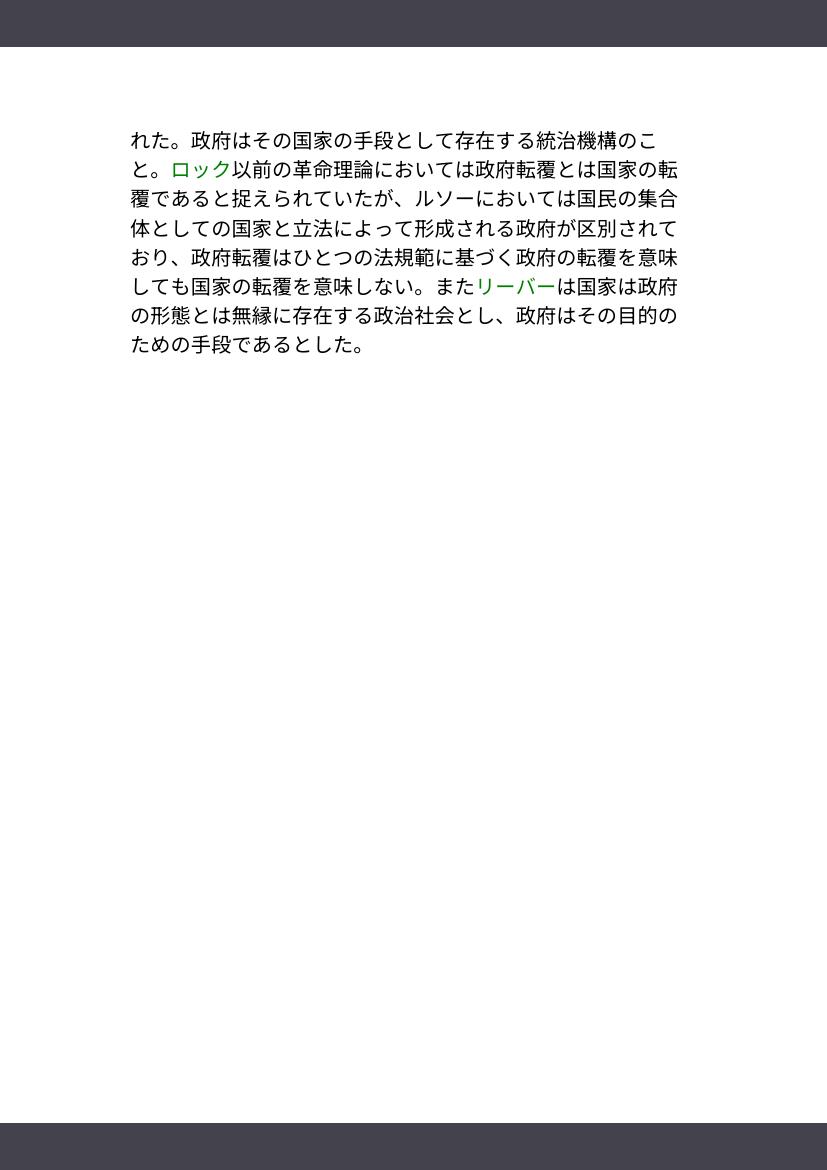 れた。政府はその国家の手段として存在する統治機構のこ
と。ロック以前の革命理論においては政府転覆とは国家の転
覆であると捉えられていたが、ルソーにおいては国民の集合
体としての国家と立法によって形成される政府が区別されて
おり、政府転覆はひとつの法規範に基づく政府の転覆を意味
しても国家の転覆を意味しない。またリーバーは国家は政府
の形態とは無縁に存在する政治社会とし、政府はその目的の
ための手段であるとした。